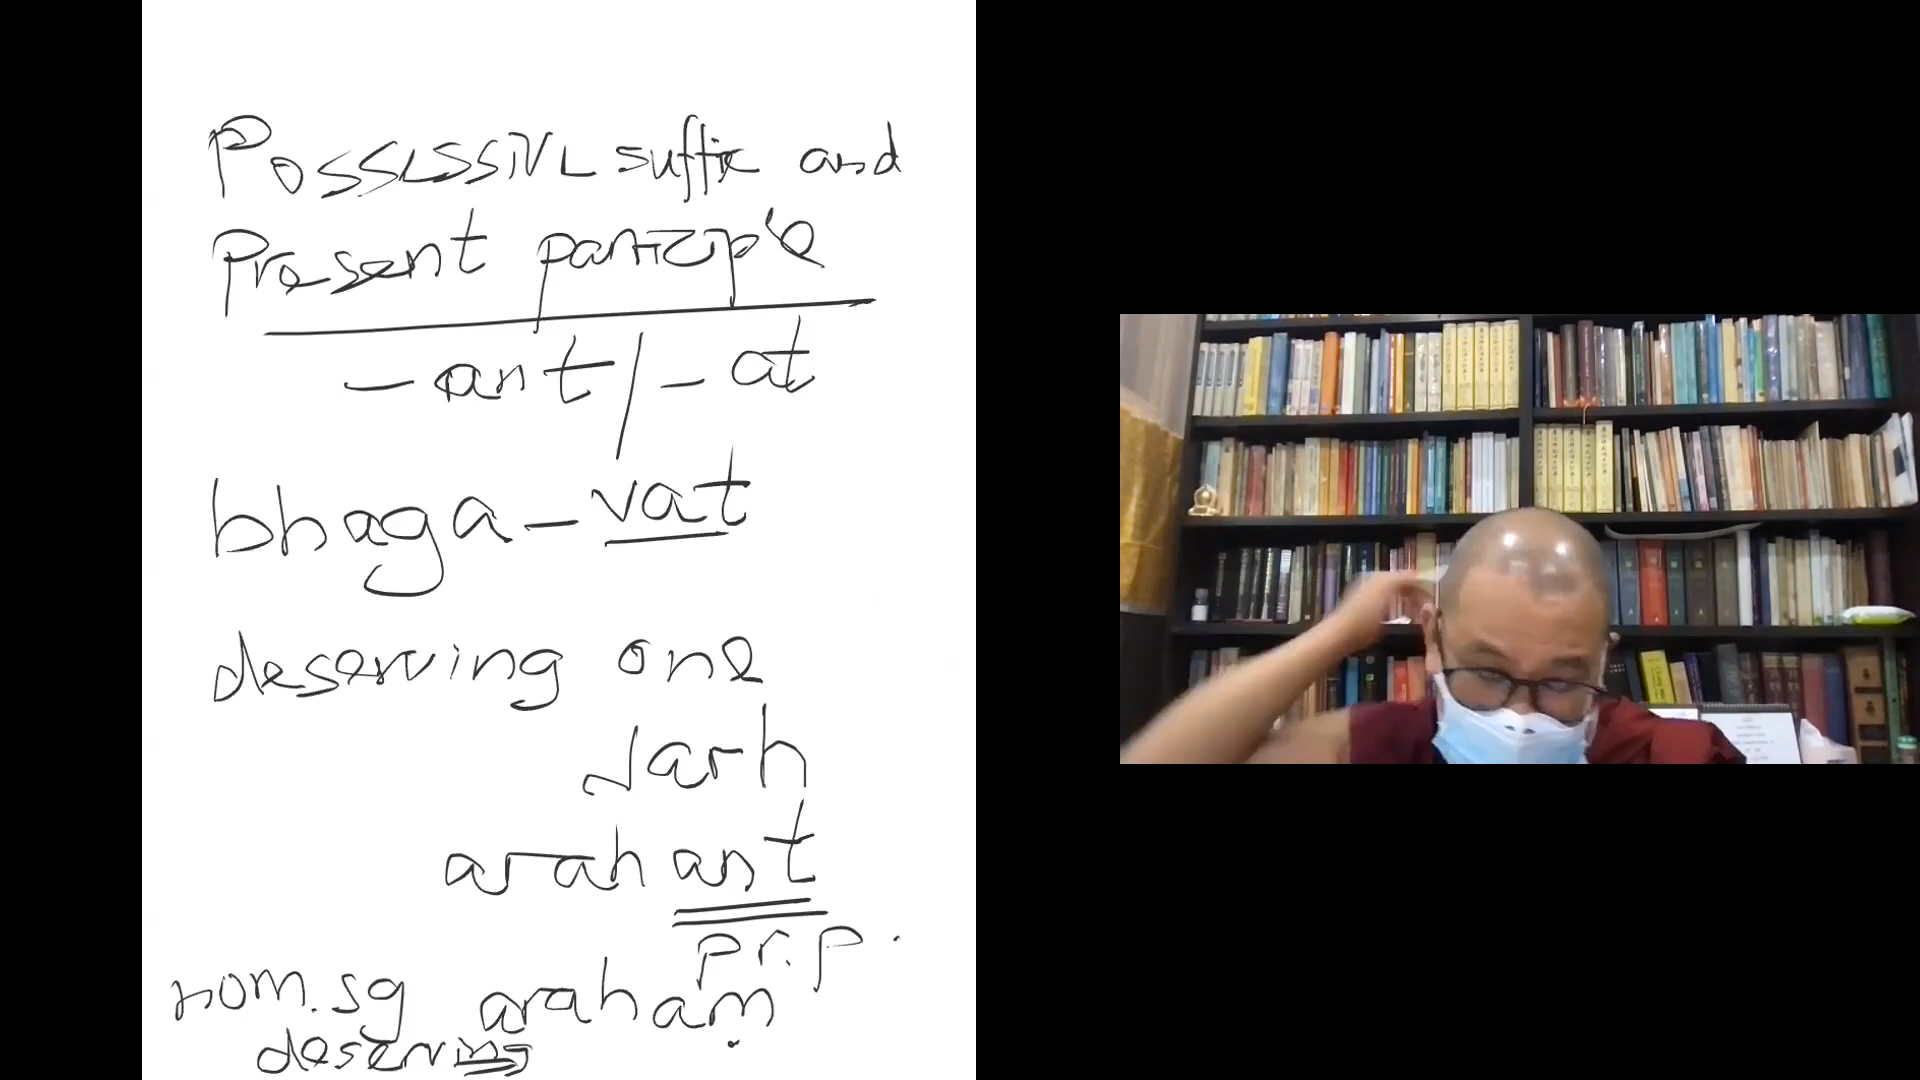 Possessive suffix and
Present participle
– ant / – at
bhaga – vat
deserving one
√arh
arahant
pr.p.
nom. sg arahaṃ
deserving